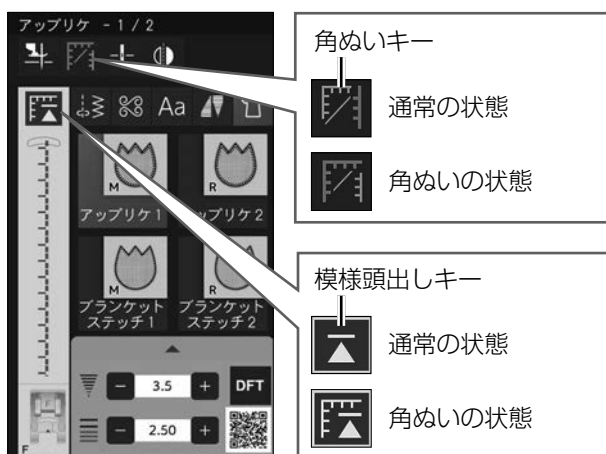 アップリケ -1/2
Aa
M
R
アップリケ1
アップリケ2
M
R
ブランケット
ステッチ1
ブランケット
ステッチ2
3.5
DFT
2.50
F
F
角ぬいキー
通常の状態
角ぬいの状態
模様頭出しキー
通常の状態
角ぬいの状態